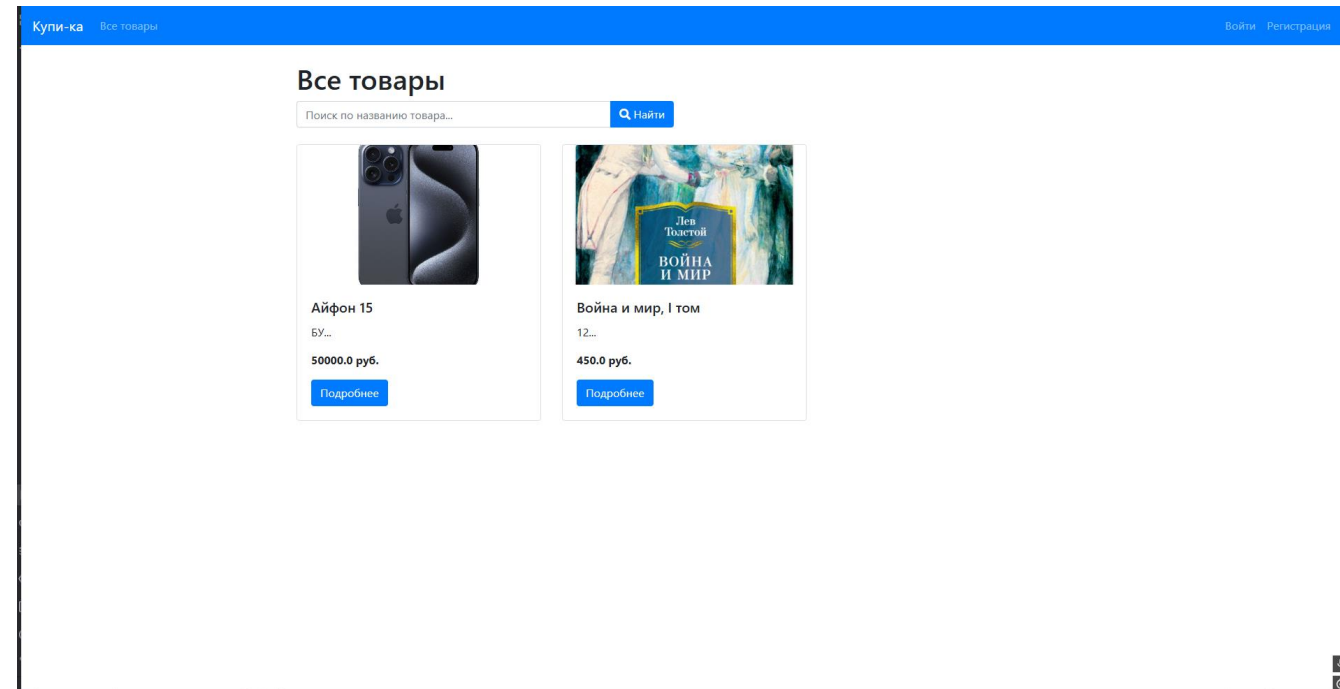 Купи-ка Все товары Войти Регистрация
Все товары
Поиск по названию товара... Найти
Лев
Толстой
ВОЙНА
И МИР
Айфон 15 Война и мир, I том
БУ... 12...
50000.0 руб. 450.0 руб.
Подробнее Подробнее